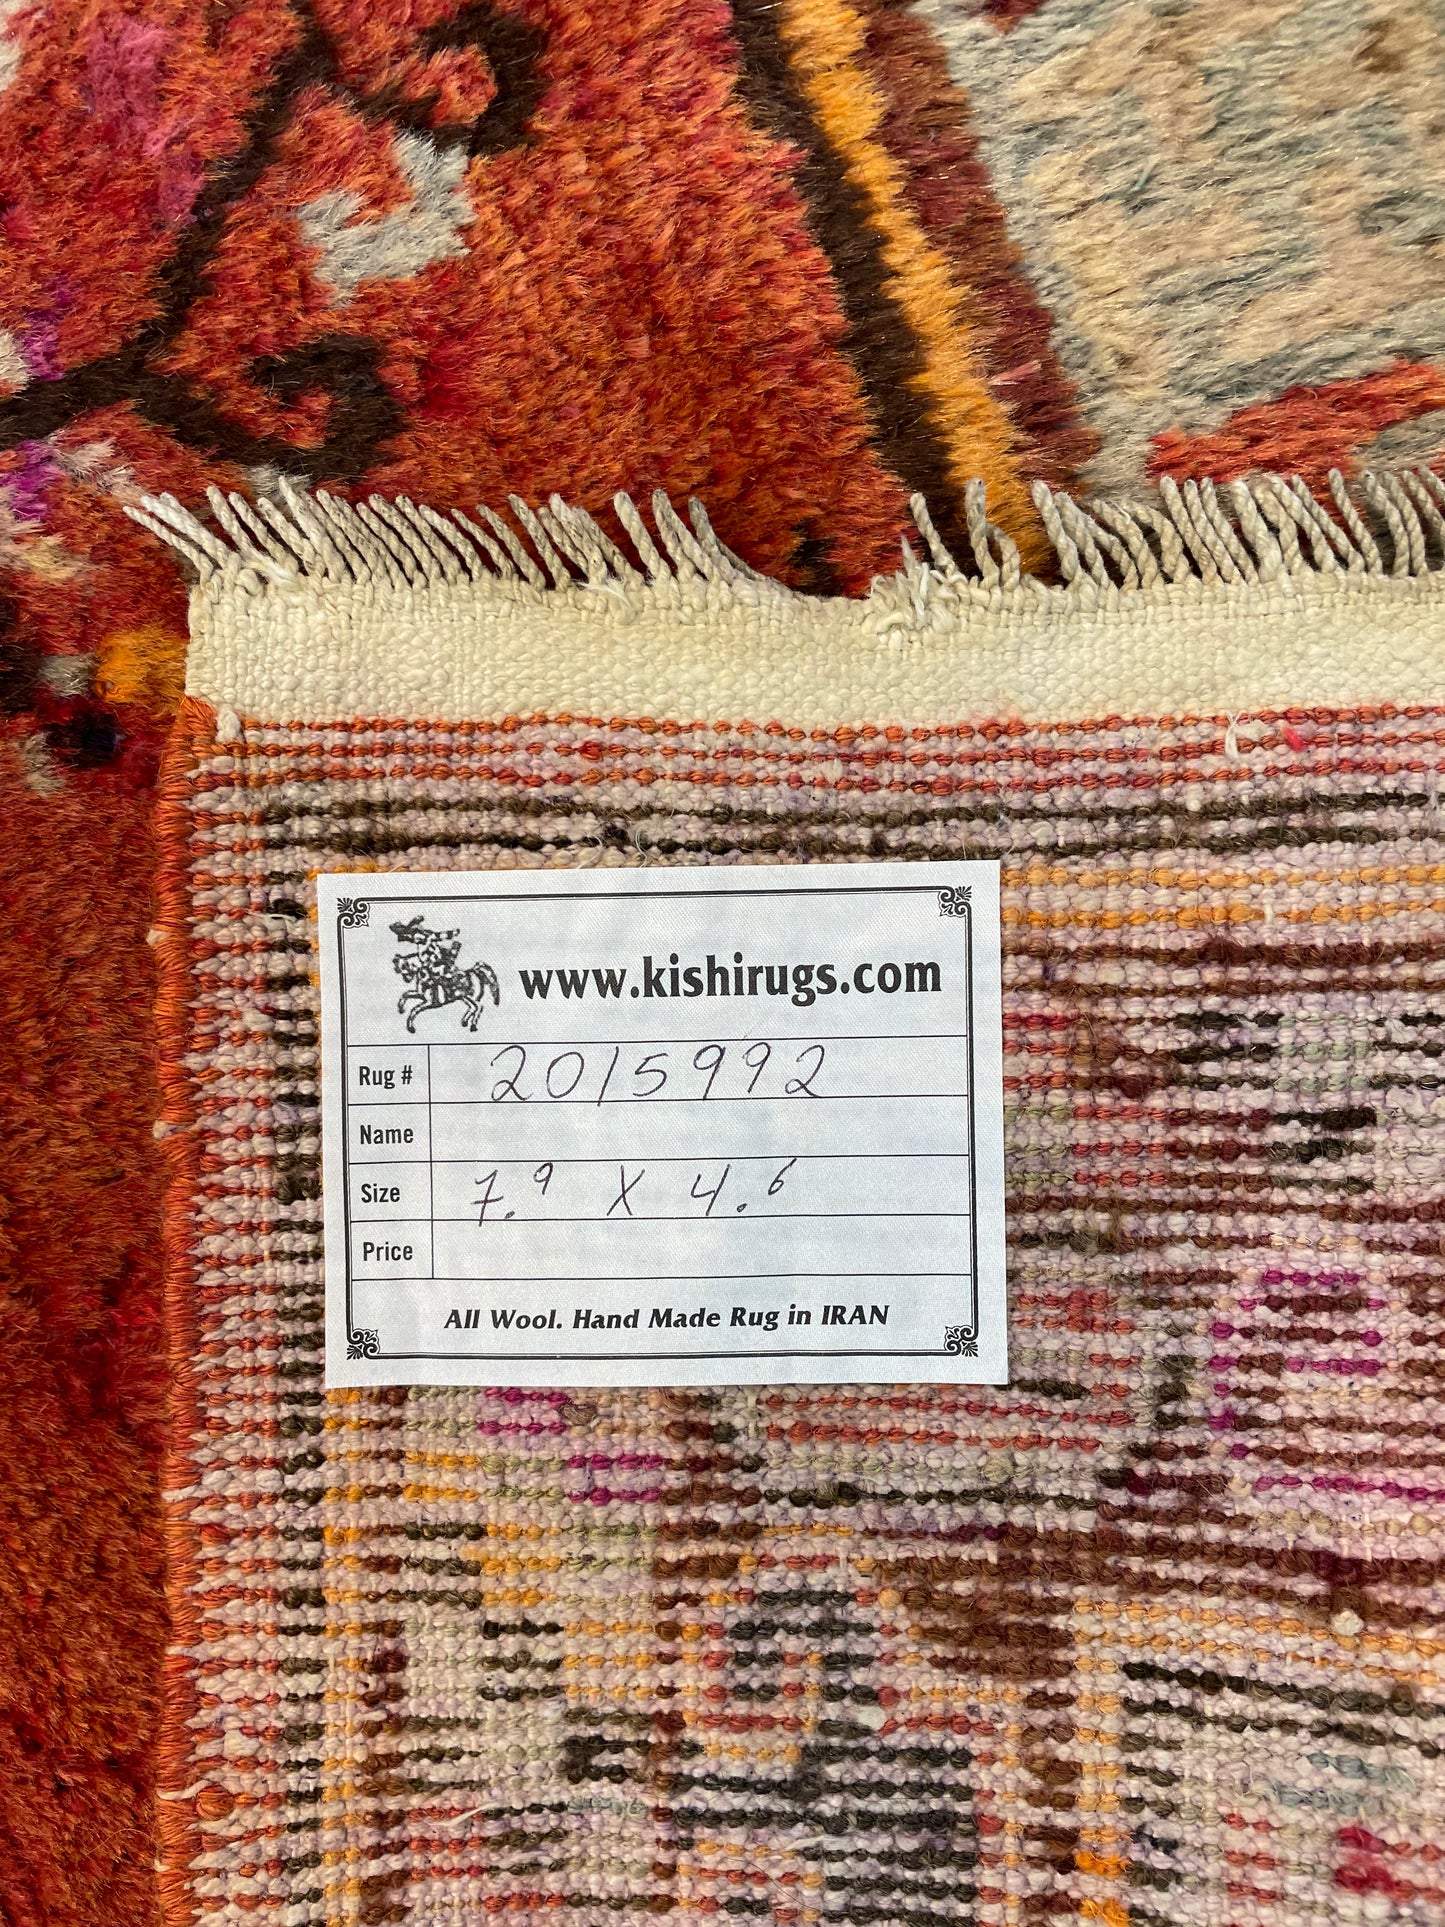 www.kishirugs.com
Rug # 2015992
Name
Size 7.9 X 4.6
Price
All Wool. Hand Made Rug in IRAN